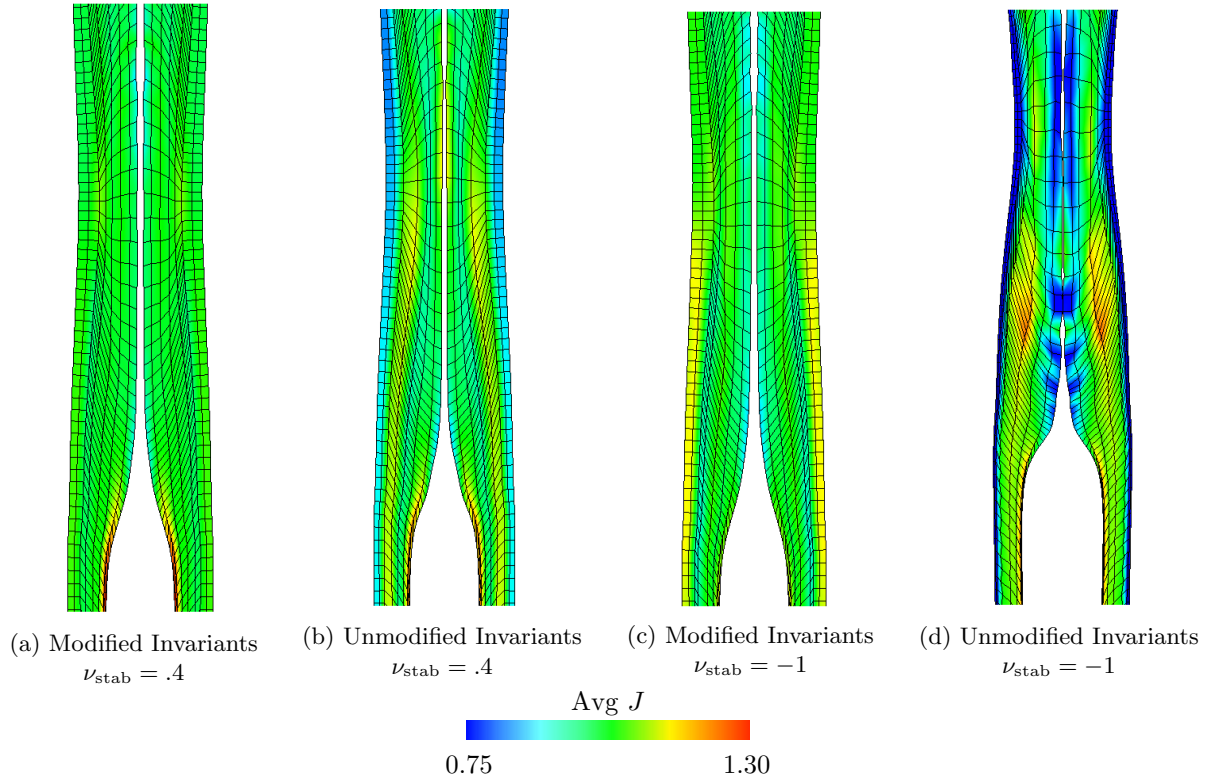 (a) Modified Invariants
ν_stab = .4
(b) Unmodified Invariants
ν_stab = .4
(c) Modified Invariants
ν_stab = −1
(d) Unmodified Invariants
ν_stab = −1
Avg J
0.75 1.30